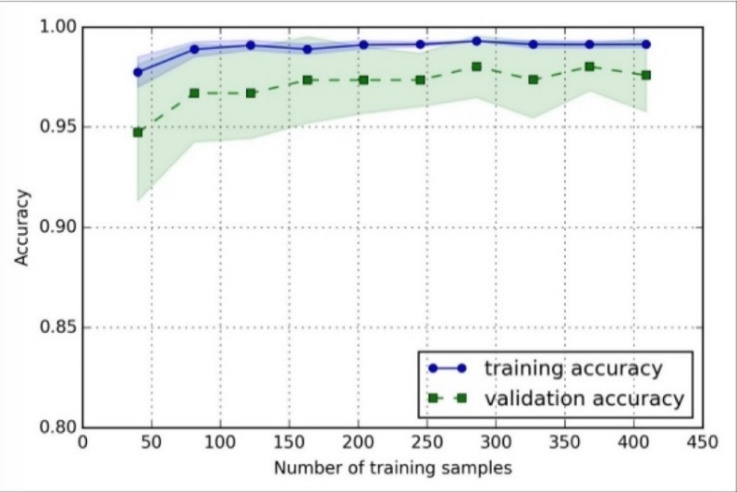 1.00
0.95
0.90
0.85
0.80
Accuracy
training accuracy
validation accuracy
0 50 100 150 200 250 300 350 400 450
Number of training samples